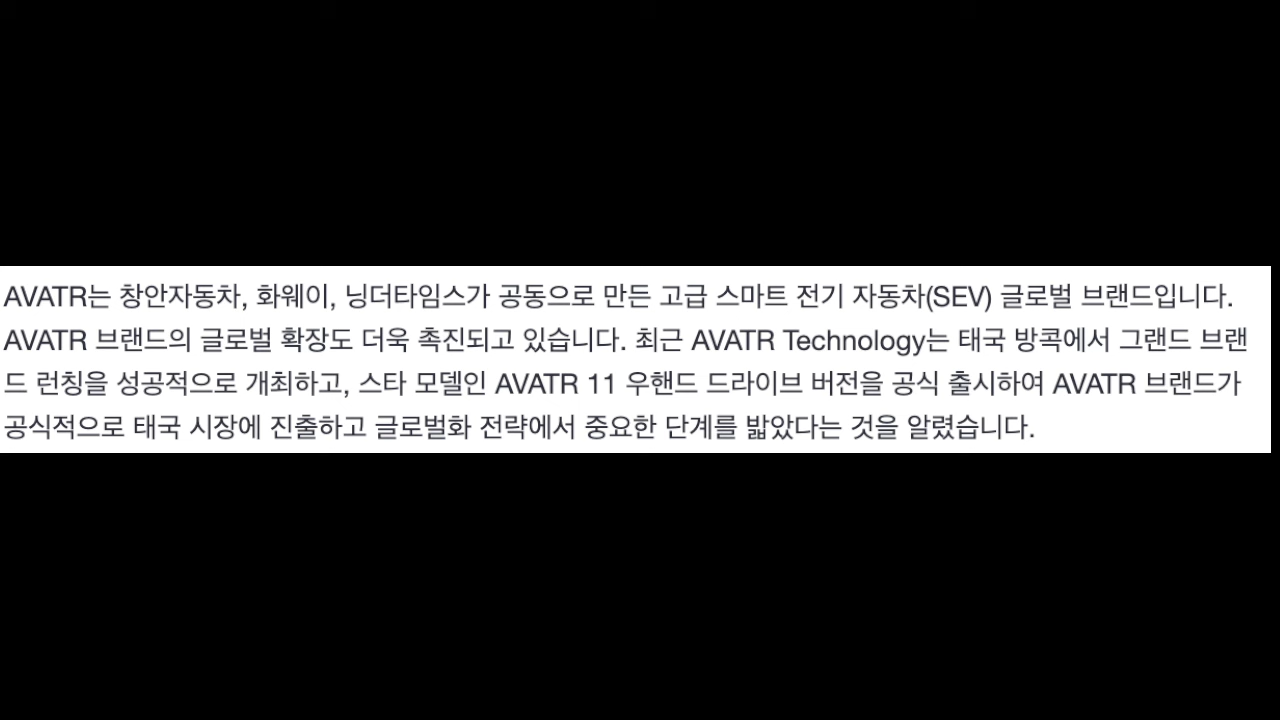 AVATR는 창안자동차, 화웨이, 닝더타임스가 공동으로 만든 고급 스마트 전기 자동차(SEV) 글로벌 브랜드입니다.
AVATR 브랜드의 글로벌 확장도 더욱 촉진되고 있습니다. 최근 AVATR Technology는 태국 방콕에서 그랜드 브랜
드 런칭을 성공적으로 개최하고, 스타 모델인 AVATR 11 우핸드 드라이브 버전을 공식 출시하여 AVATR 브랜드가
공식적으로 태국 시장에 진출하고 글로벌화 전략에서 중요한 단계를 밟았다는 것을 알렸습니다.